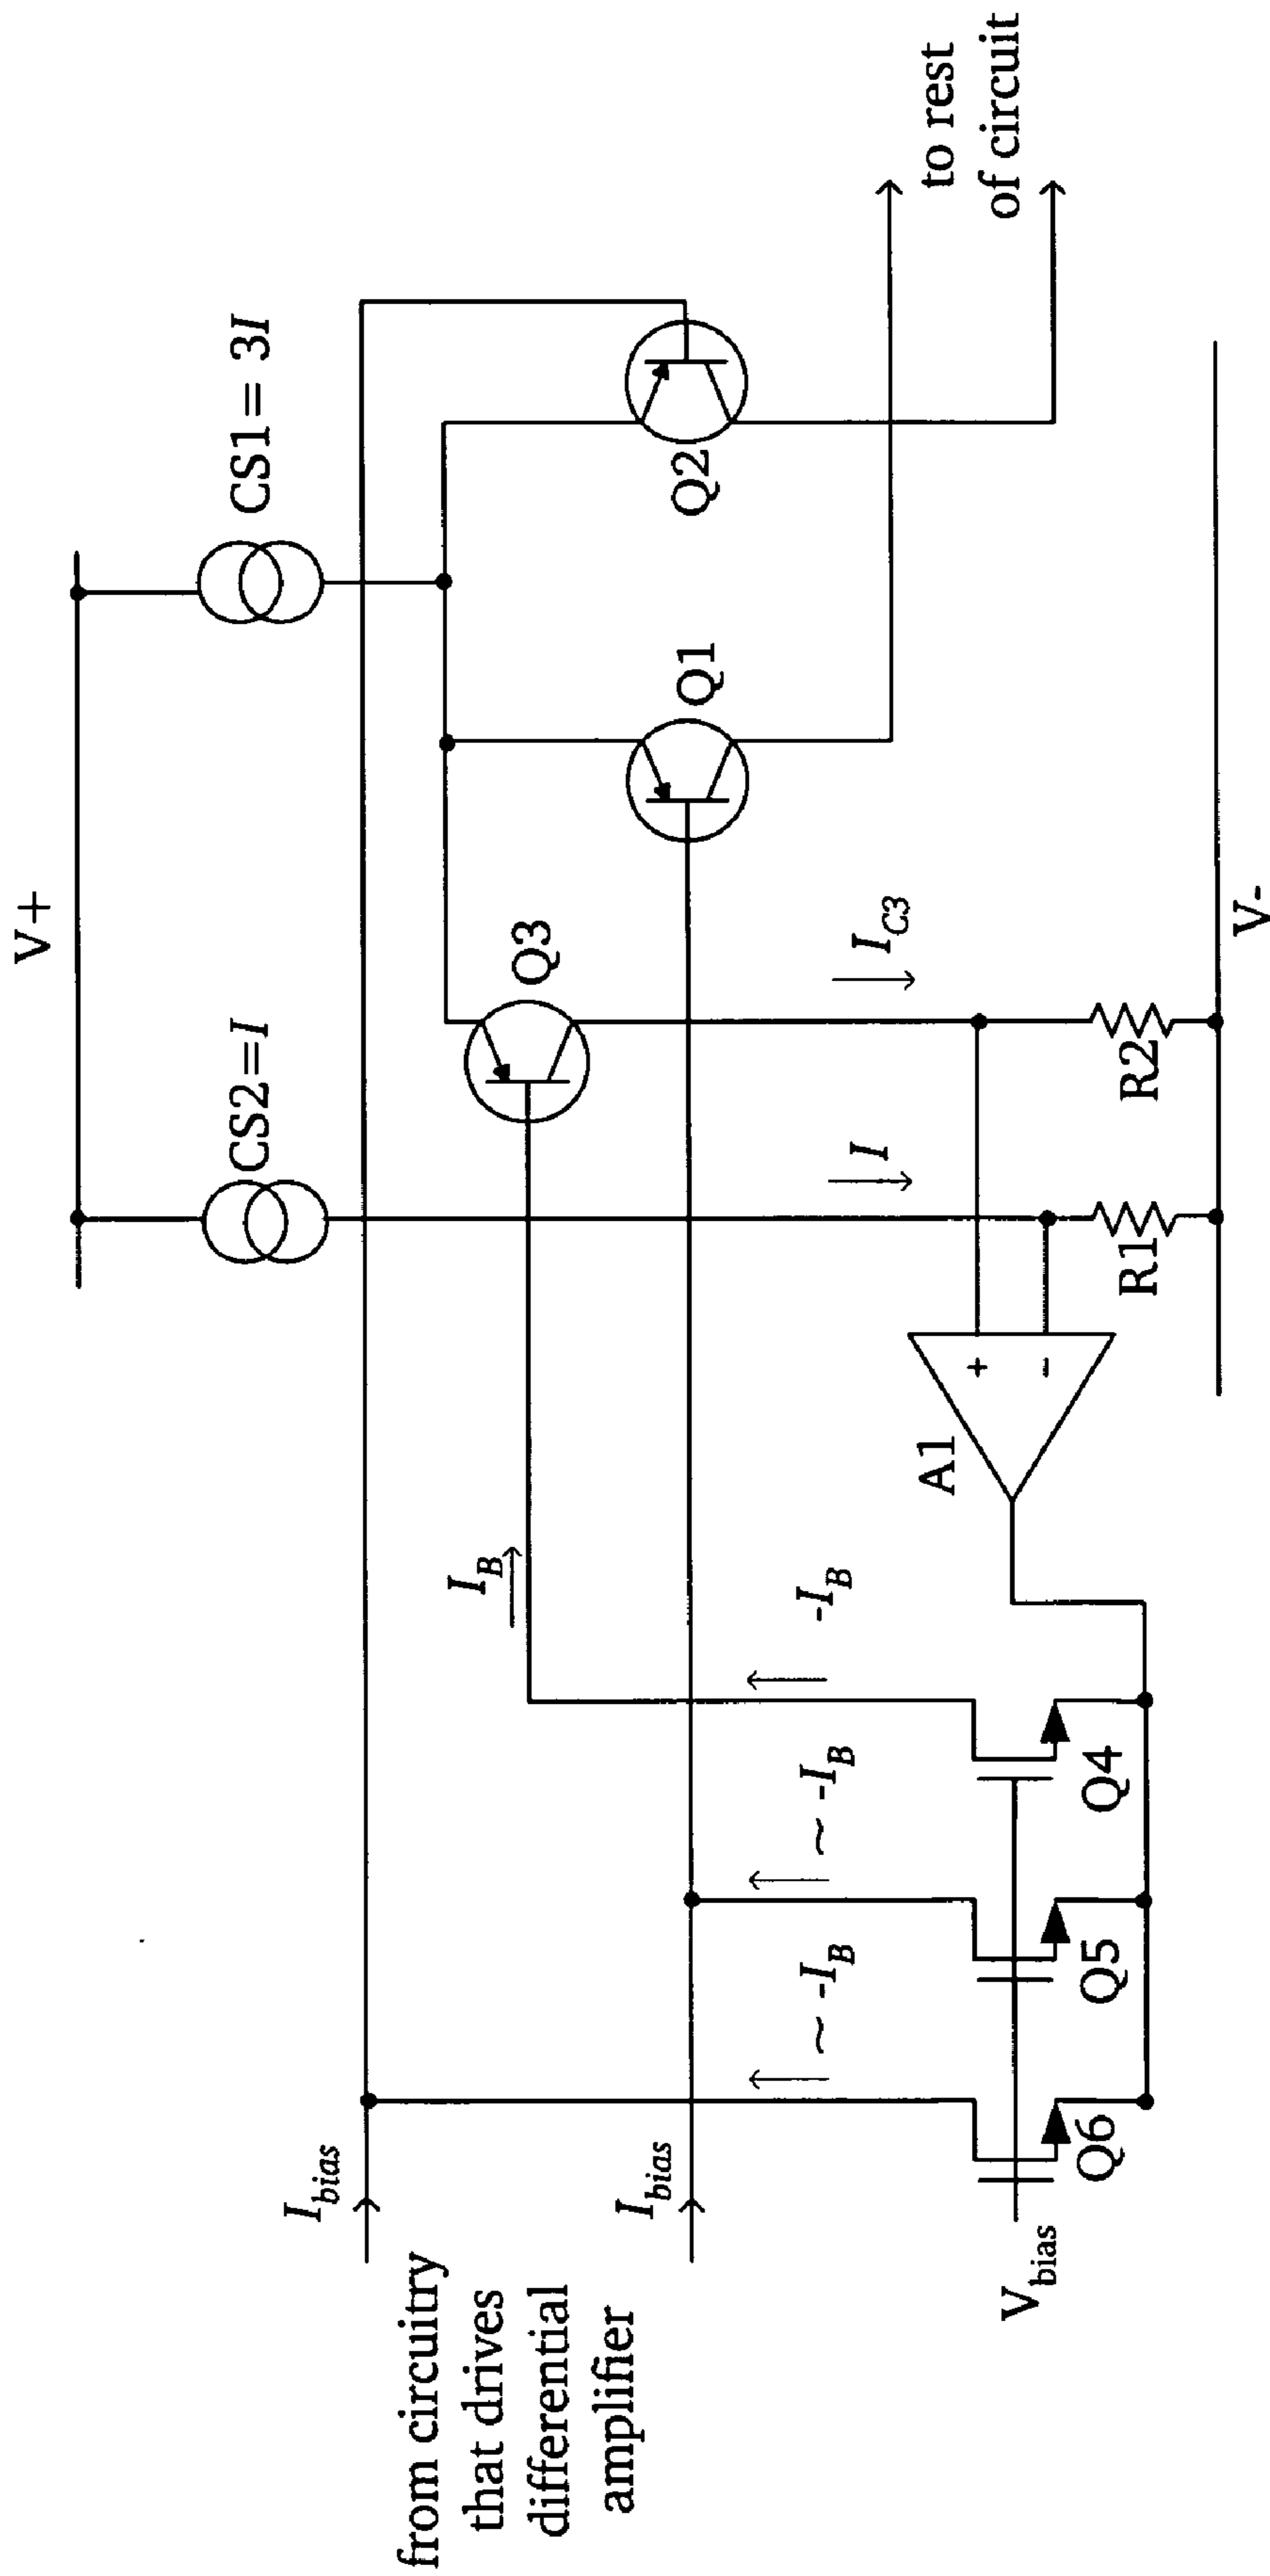 V+
CS2=I
CS1= 3I
I_bias
I_B
Q3
from circuitry
that drives
differential
amplifier
I_bias
Q1
Q2
~ -I_B
~ -I_B
-I_B
I
I_C3
to rest
of circuit
A1
+
-
V_bias
Q6
Q5
Q4
R1
R2
V-